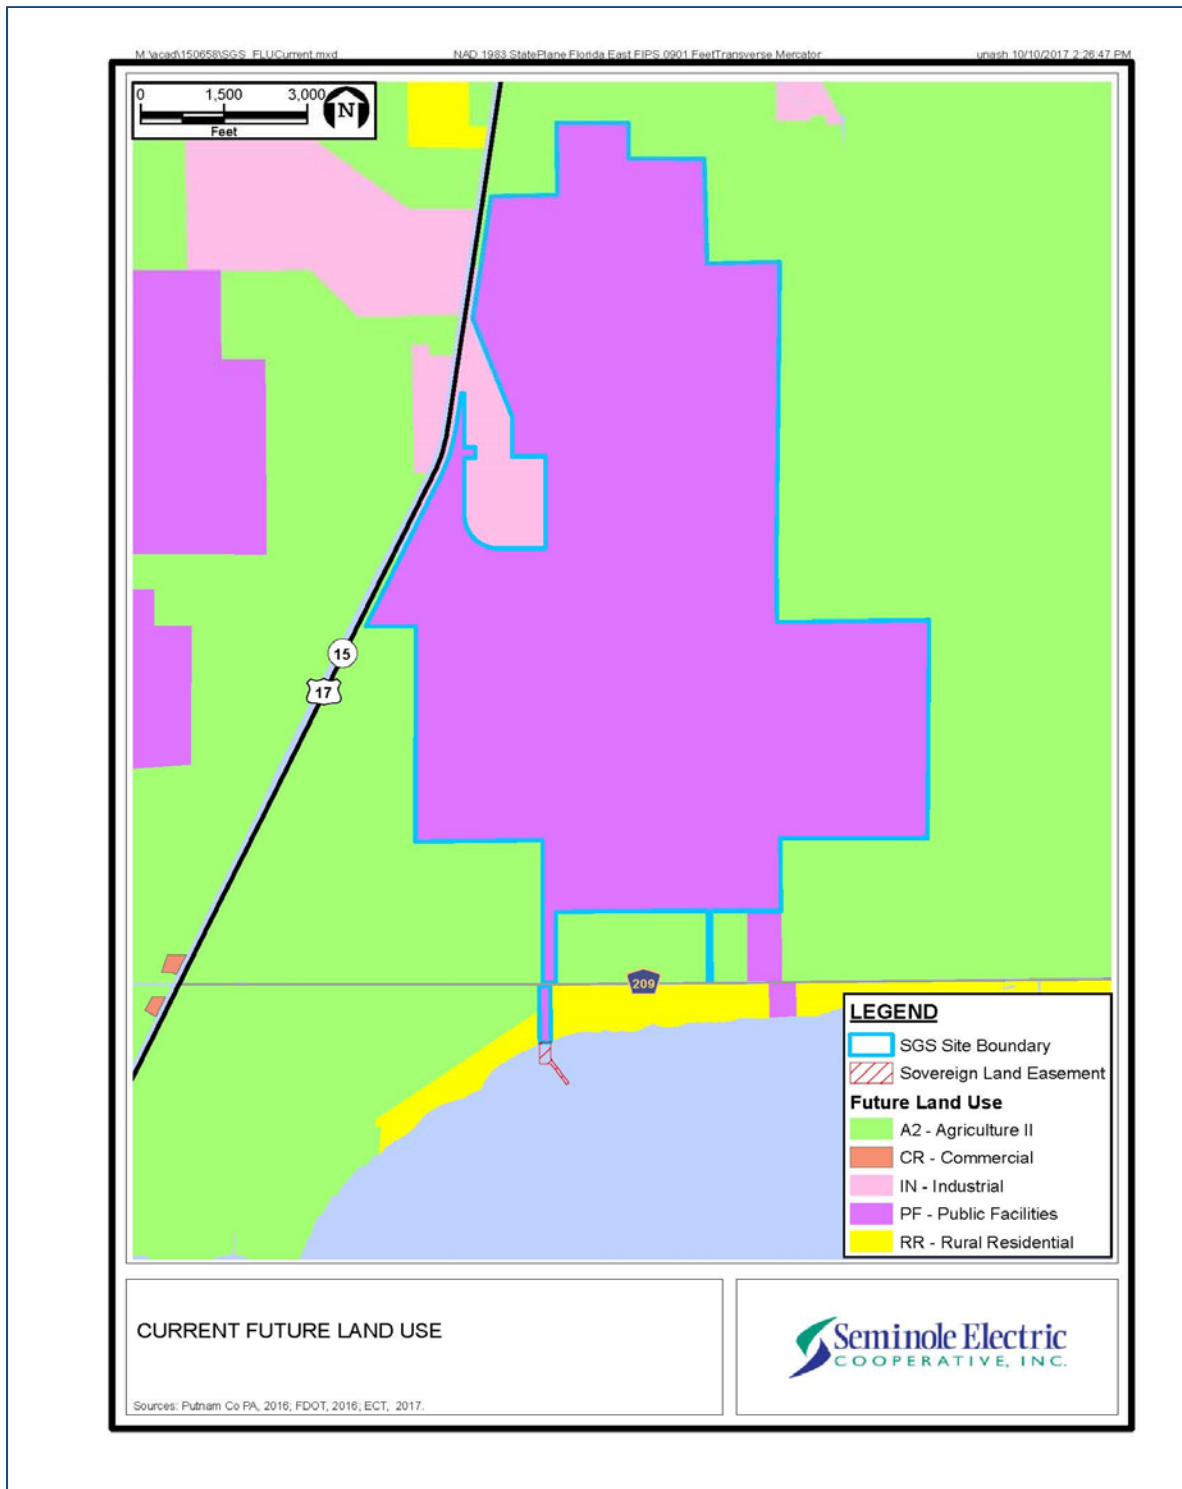 M:\acad\150658\SGS_FLUCurrent.mxd NAD 1983 StatePlane Florida East FIPS 0901 FeetTransverse Mercator unash 10/10/2017 2:26:47 PM
0 1,500 3,000
Feet
N
15
17
209
LEGEND
SGS Site Boundary
Sovereign Land Easement
Future Land Use
A2 - Agriculture II
CR - Commercial
IN - Industrial
PF - Public Facilities
RR - Rural Residential
CURRENT FUTURE LAND USE
Sources: Putnam Co PA, 2016; FDOT, 2016; ECT, 2017.
Seminole Electric
COOPERATIVE, INC.